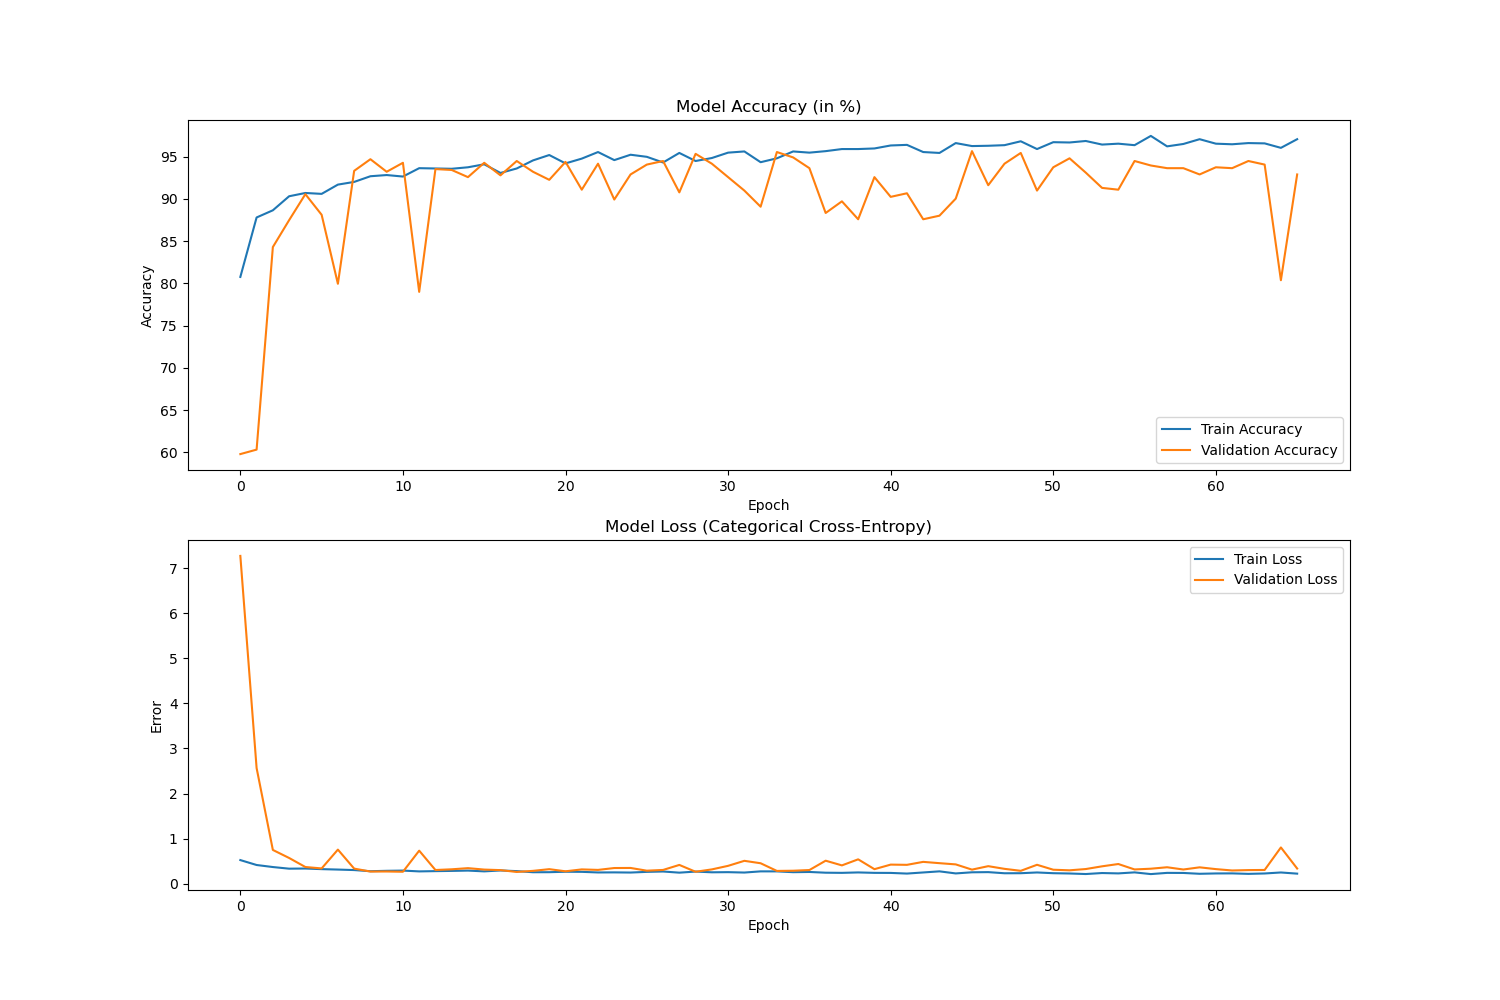 Model Accuracy (in %)
Accuracy
95
90
85
80
75
70
65
60
Train Accuracy
Validation Accuracy
0 10 20 30 40 50 60
Epoch
Model Loss (Categorical Cross-Entropy)
Error
7
6
5
4
3
2
1
0
Train Loss
Validation Loss
0 10 20 30 40 50 60
Epoch